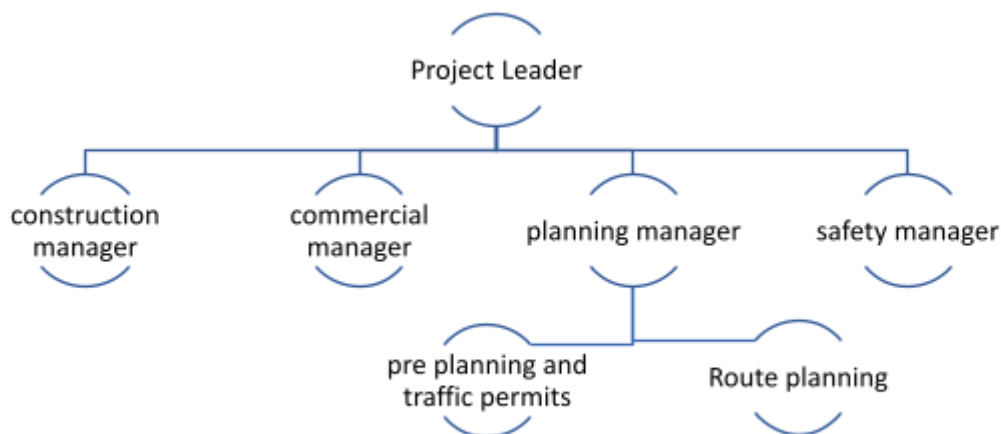 Project Leader
construction
manager
commercial
manager
planning manager
safety manager
pre planning and
traffic permits
Route planning